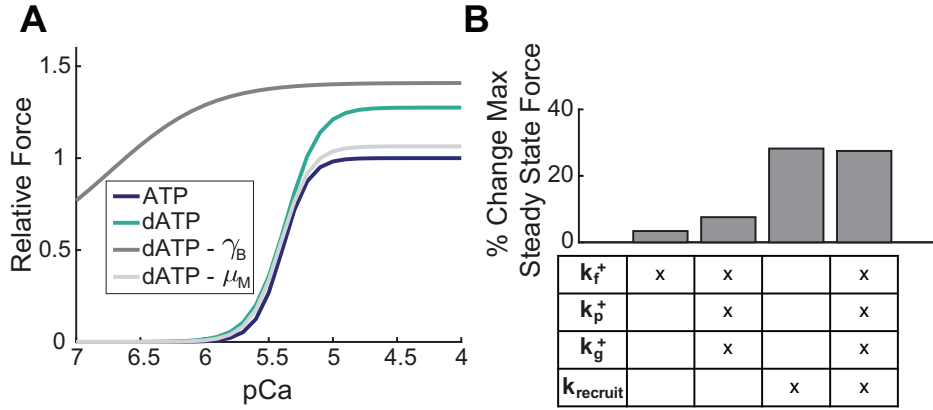 A
Relative Force
1.5
1
0.5
0
ATP
dATP
dATP - γB
dATP - μM
7
6.5
6
5.5
5
4.5
4
pCa
B
% Change Max
Steady State Force
40
20
0
kf+ x x x
kp+ x x
kg+ x x
krecruit x x